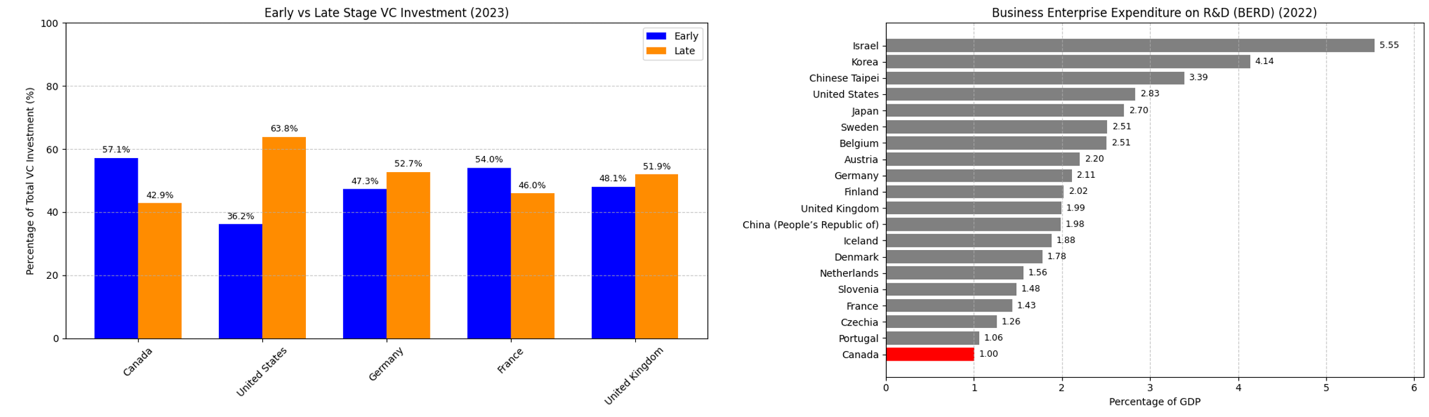 Early vs Late Stage VC Investment (2023)
Percentage of Total VC Investment (%)
100
80
60
40
20
0
Early
Late
57.1%
42.9%
36.2%
63.8%
47.3%
52.7%
54.0%
46.0%
48.1%
51.9%
Canada
United States
Germany
France
United Kingdom
Business Enterprise Expenditure on R&D (BERD) (2022)
Israel 5.55
Korea 4.14
Chinese Taipei 3.39
United States 2.83
Japan 2.70
Sweden 2.51
Belgium 2.51
Austria 2.20
Germany 2.11
Finland 2.02
United Kingdom 1.99
China (People’s Republic of) 1.98
Iceland 1.88
Denmark 1.78
Netherlands 1.56
Slovenia 1.48
France 1.43
Czechia 1.26
Portugal 1.06
Canada 1.00
0 1 2 3 4 5 6
Percentage of GDP